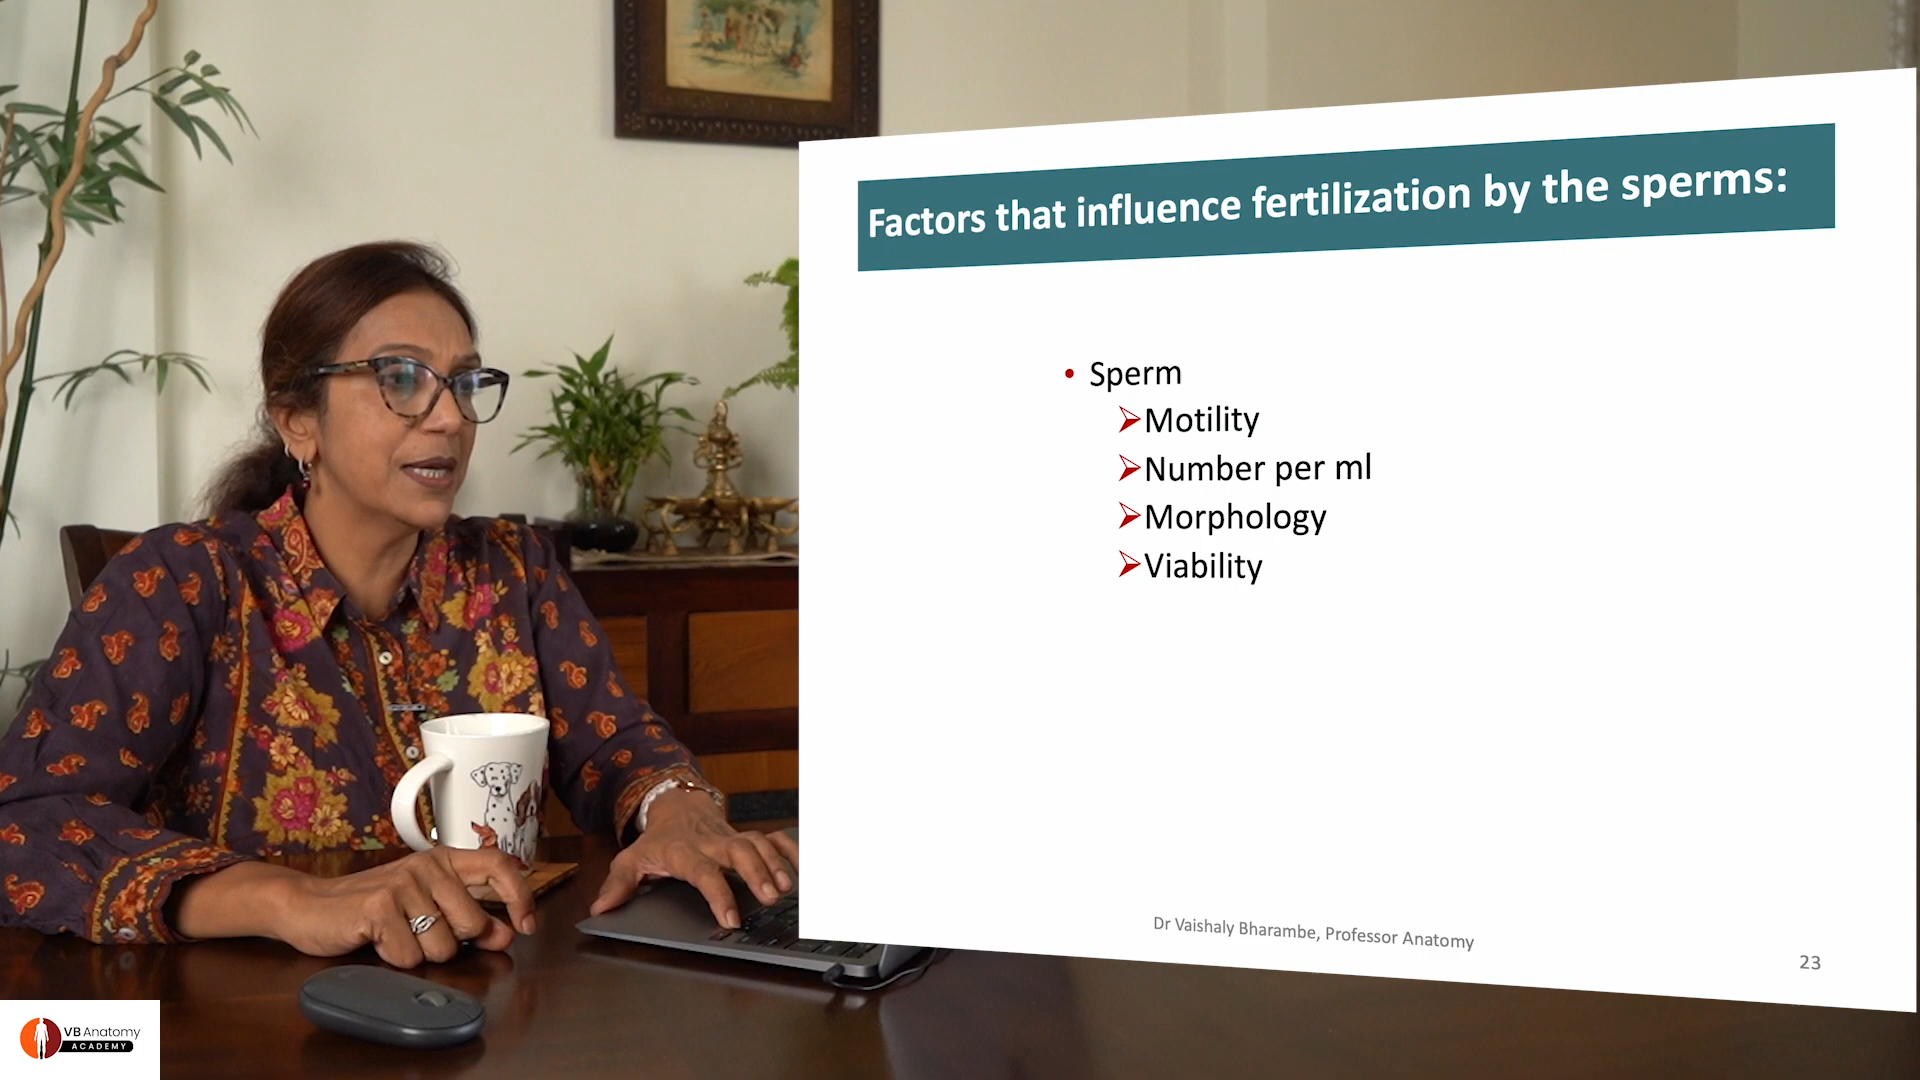 Factors that influence fertilization by the sperms:
• Sperm
Motility
Number per ml
Morphology
Viability
Dr Vaishaly Bharambe, Professor Anatomy
23
VB Anatomy
ACADEMY